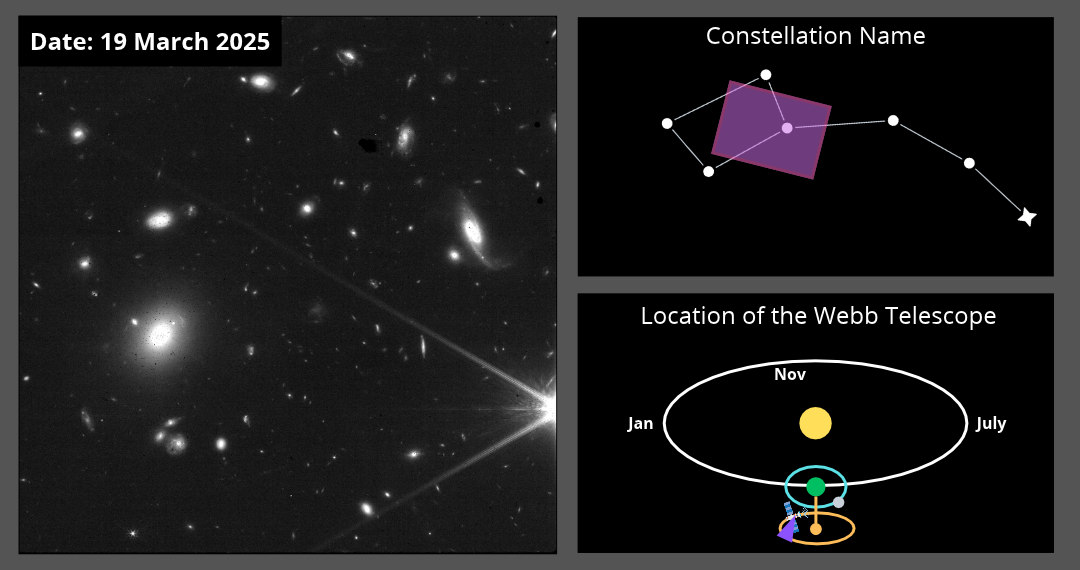 Date: 19 March 2025
Constellation Name
Location of the Webb Telescope
Nov
Jan
July